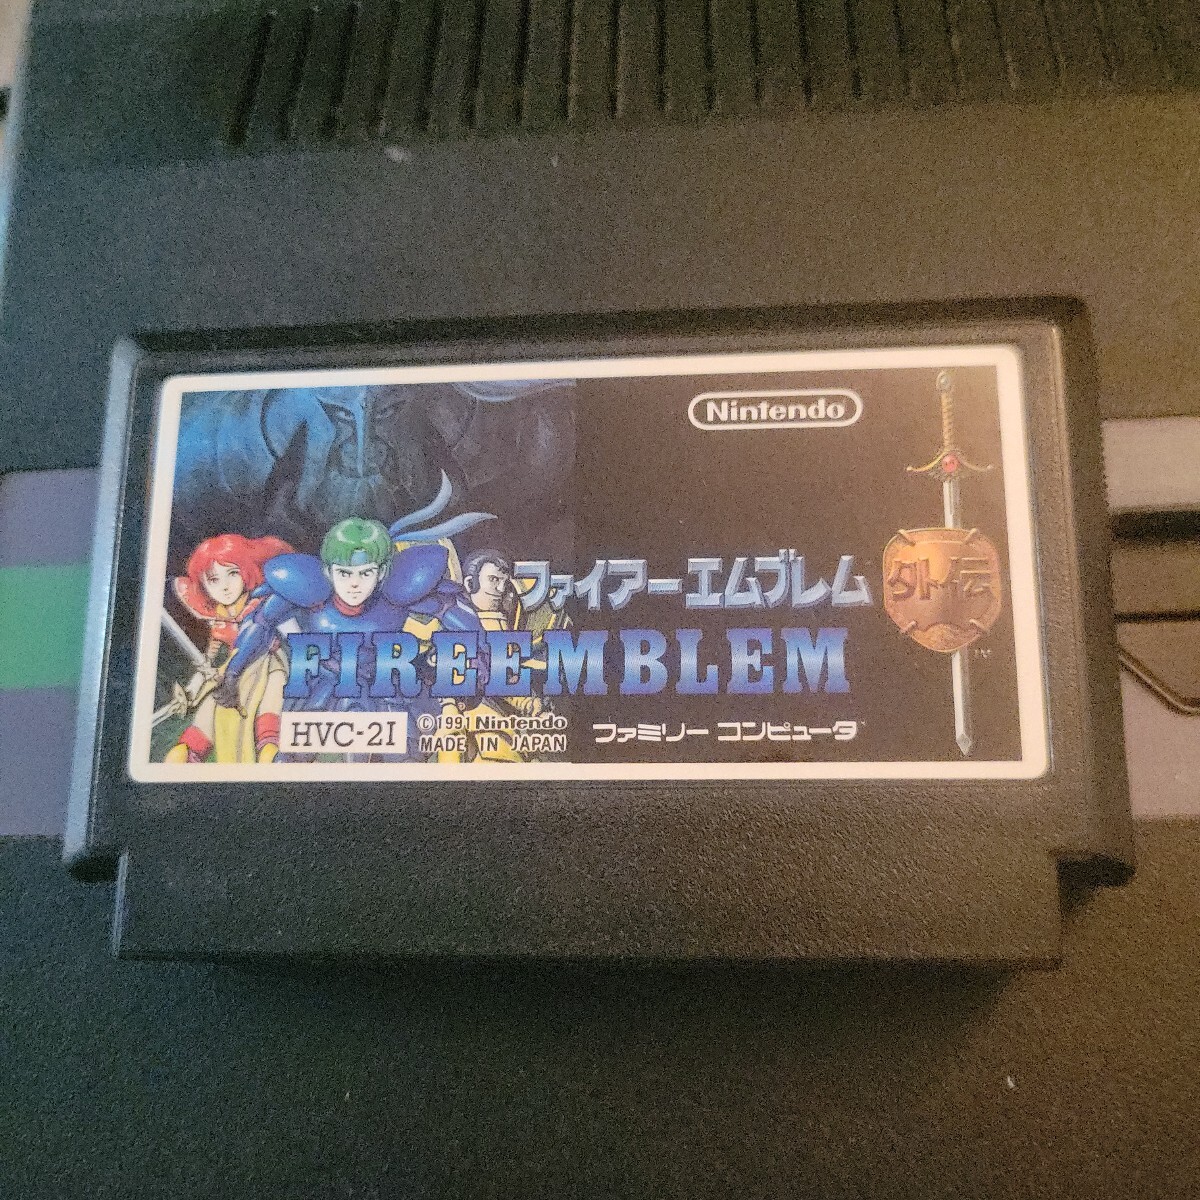 Nintendo
ファイアーエムブレム
外伝
FIREEMBLEM
TM
HVC-2I
©1991 Nintendo
MADE IN JAPAN
ファミリー コンピュータ